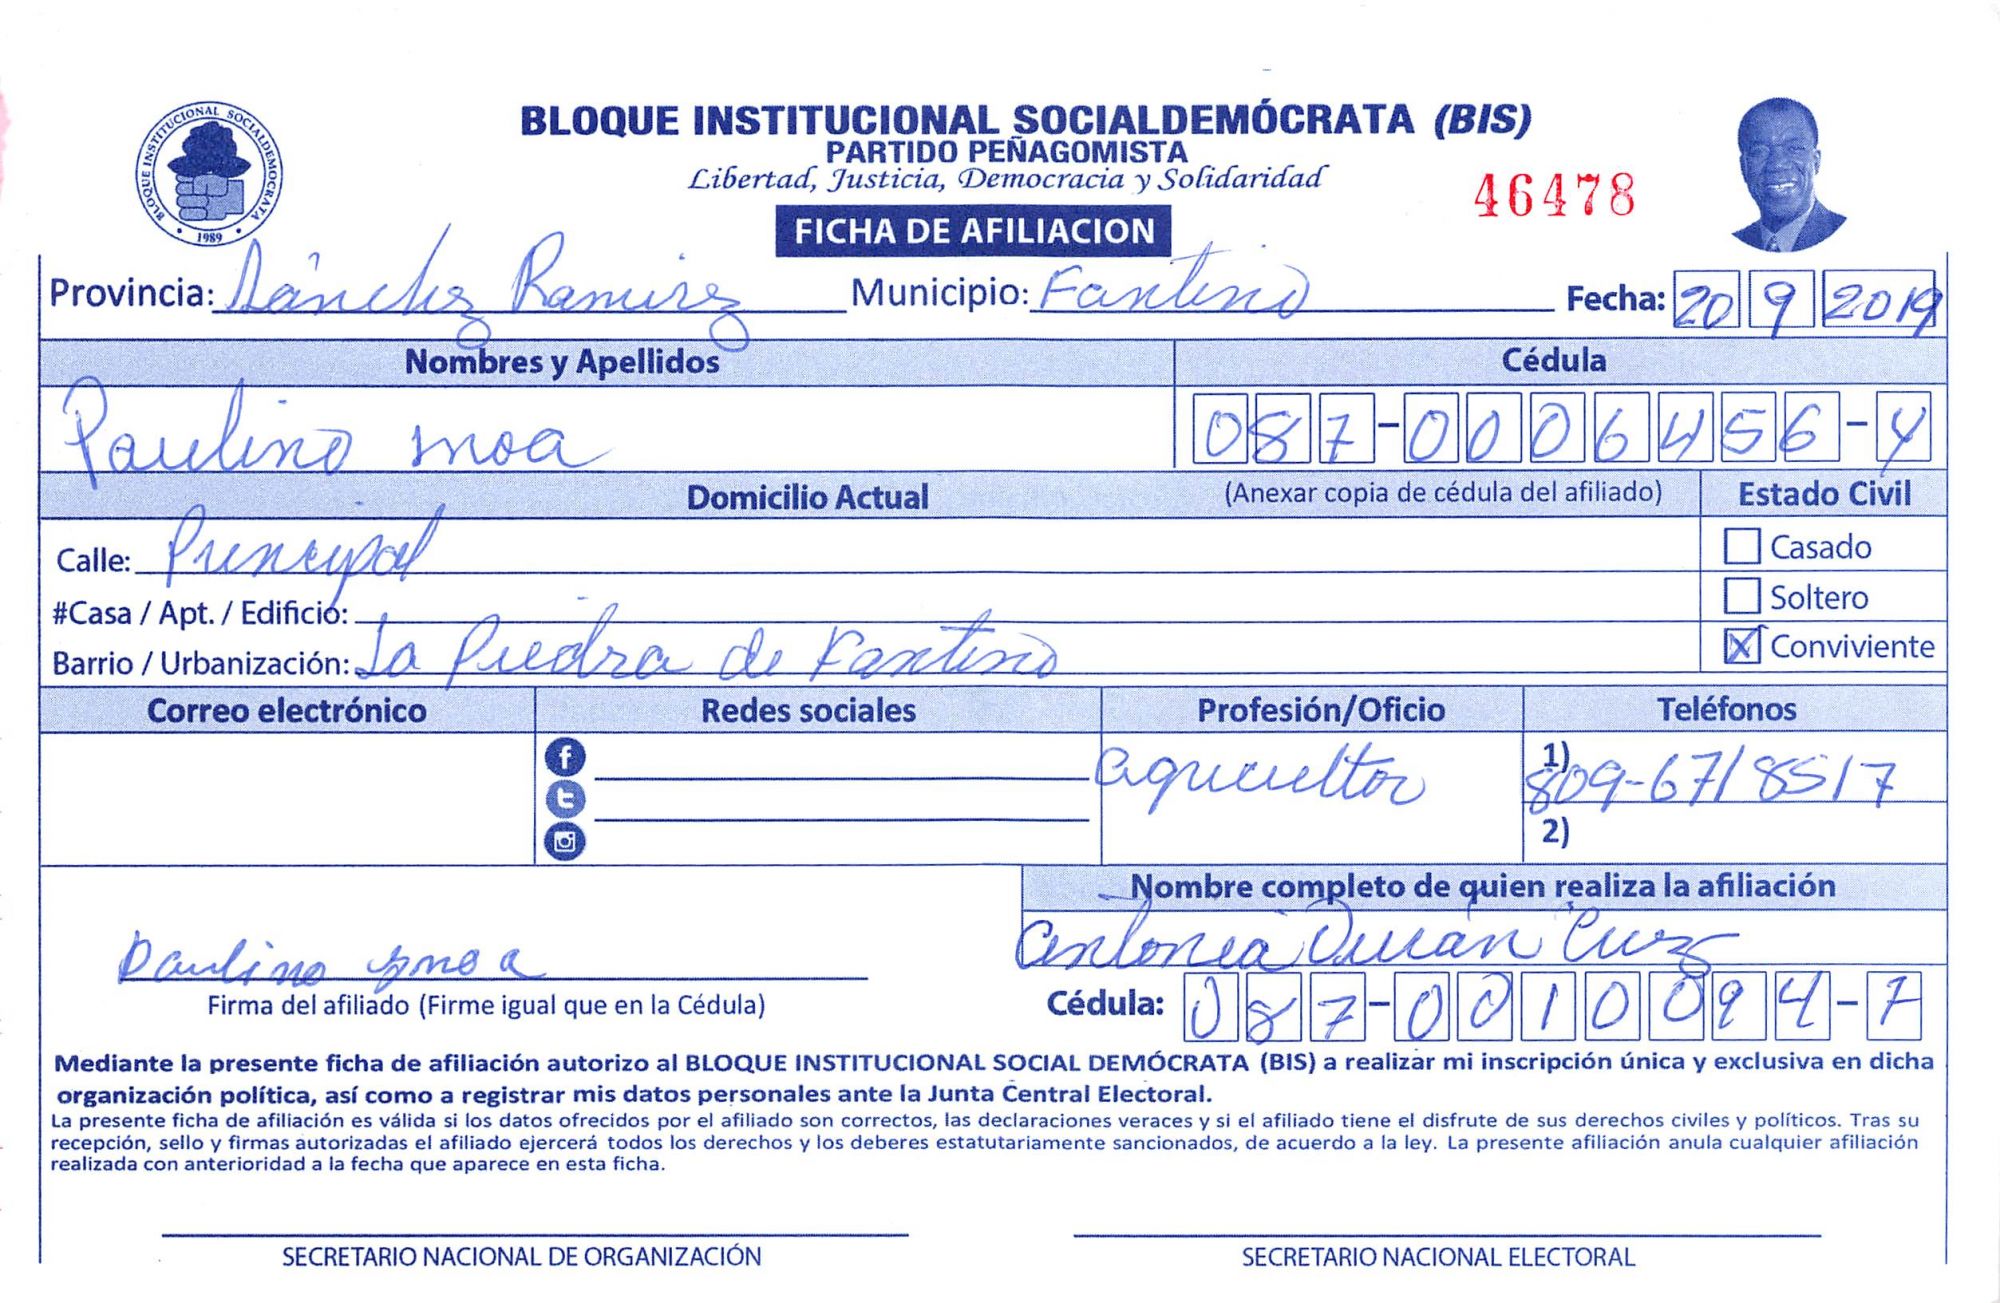 BLOQUE INSTITUCIONAL SOCIALDEMOCRATA
1989
BLOQUE INSTITUCIONAL SOCIALDEMÓCRATA (BIS)
PARTIDO PEÑAGOMISTA
Libertad, Justicia, Democracia y Solidaridad
46478
FICHA DE AFILIACION
Provincia: Sánchez Ramirez Municipio: Fantino Fecha: 20 9 2019
Nombres y Apellidos Cédula
Paulino moa 087-0006456-4
Domicilio Actual (Anexar copia de cédula del afiliado) Estado Civil
Calle: Principal Casado
#Casa / Apt. / Edificio: Soltero
Barrio / Urbanización: La Piedra de Fantino X Conviviente
Correo electrónico Redes sociales Profesión/Oficio Teléfonos
agricultor 1) 809-6718517
2)
Nombre completo de quien realiza la afiliación
Paulino moa Antonia Durán Cruz
Firma del afiliado (Firme igual que en la Cédula) Cédula: 087-0010094-7
Mediante la presente ficha de afiliación autorizo al BLOQUE INSTITUCIONAL SOCIAL DEMÓCRATA (BIS) a realizar mi inscripción única y exclusiva en dicha
organización política, así como a registrar mis datos personales ante la Junta Central Electoral.
La presente ficha de afiliación es válida si los datos ofrecidos por el afiliado son correctos, las declaraciones veraces y si el afiliado tiene el disfrute de sus derechos civiles y políticos. Tras su
recepción, sello y firmas autorizadas el afiliado ejercerá todos los derechos y los deberes estatutariamente sancionados, de acuerdo a la ley. La presente afiliación anula cualquier afiliación
realizada con anterioridad a la fecha que aparece en esta ficha.
SECRETARIO NACIONAL DE ORGANIZACIÓN SECRETARIO NACIONAL ELECTORAL